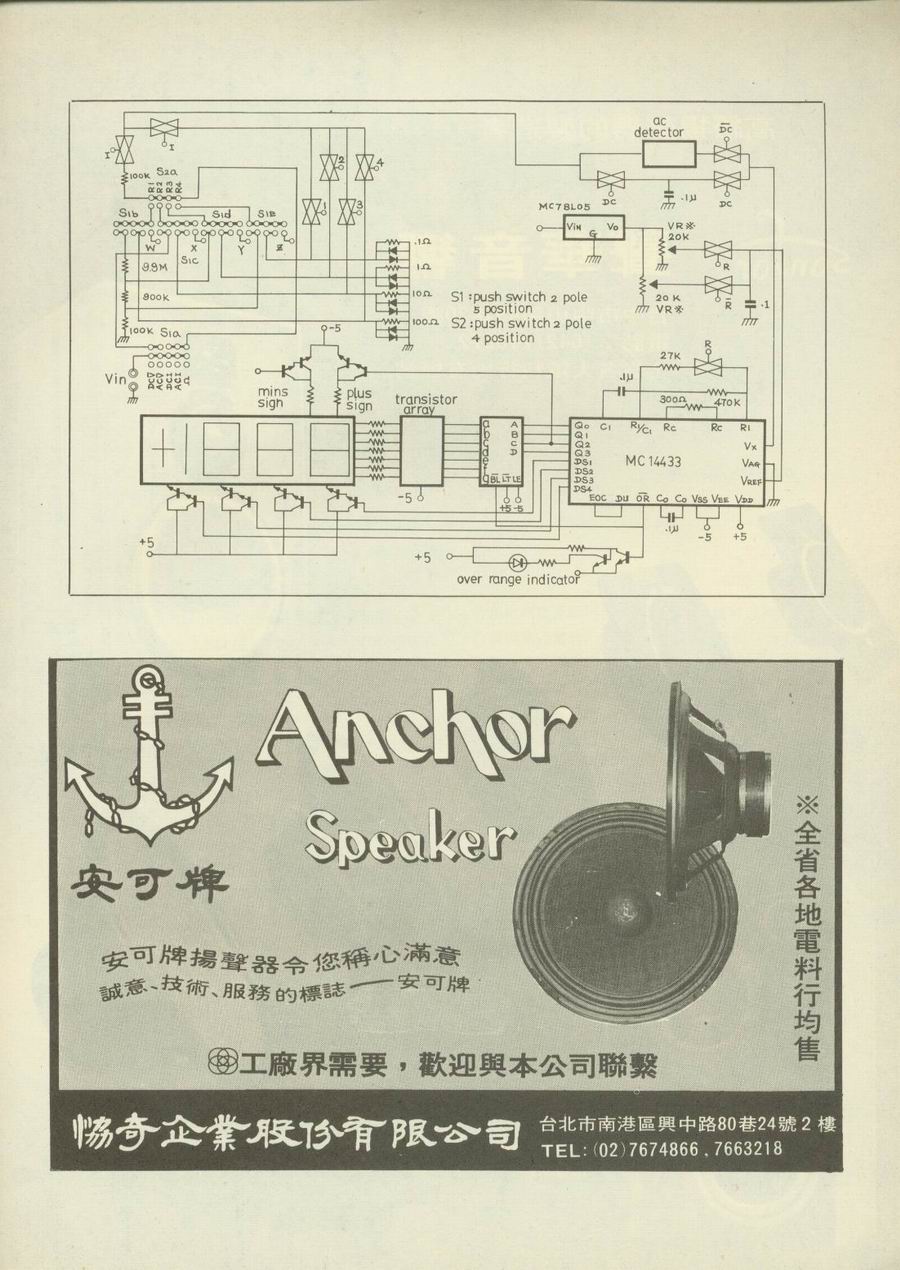 ac
detector
DC
DC
DC
.1μ
I
I
2
4
1
3
100K
S2a
R1
R2
R3
R4
S1b
S1d
S1e
W
X
Y
Z
S1c
9.9M
900K
100K
S1a
Vin
DCV
ACV
DCI
ACI
Ω
.1Ω
1Ω
10Ω
100Ω
MC78L05
VIN
Vo
G
VR※
20K
R
20K
VR※
R
.1
S1 :push switch 2 pole
5 position
S2 :push switch 2 pole
4 position
-5
mins
sigh
plus
sign
transistor
array
-5
a
b
c
d
e
f
g
A
B
C
D
BL LT LE
+5 -5
27K
R
.1μ
300Ω
470K
Q0
Q1
Q2
Q3
DS1
DS2
DS3
DS4
C1
R1/C1
RC
RC
R1
MC14433
VX
VAG
VREF
EOC DU OR C0 C0 VSS VEE VDD
.1μ
-5
+5
+5
+5
over range indicator
Anchor
Speaker
安可牌
安可牌揚聲器令您稱心滿意
誠意、技術、服務的標誌——安可牌
※全省各地電料行均售
工廠界需要，歡迎與本公司聯繫
恊奇企業股份有限公司
台北市南港區興中路80巷24號2樓
TEL:(02)7674866 . 7663218